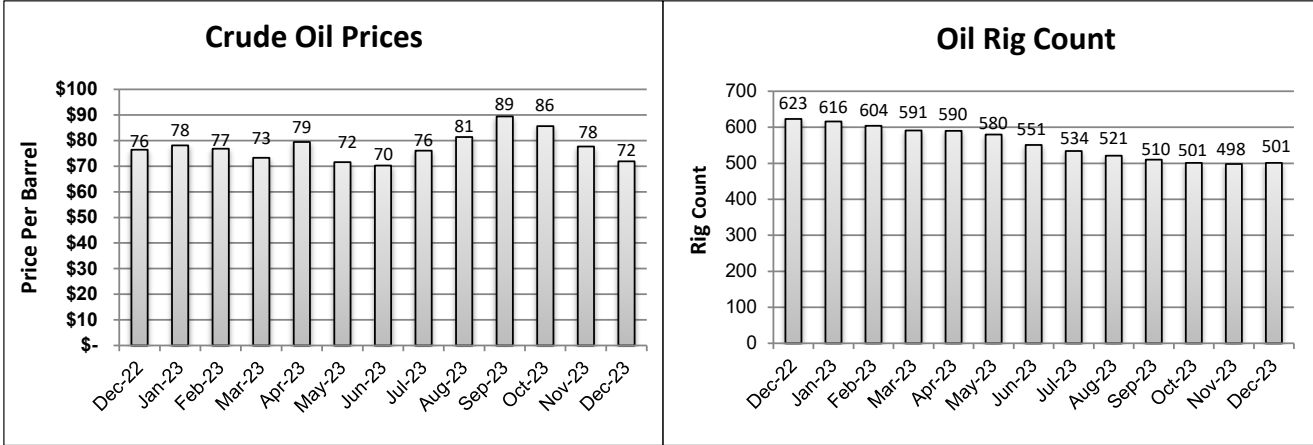 Crude Oil Prices
Price Per Barrel
$100
$90
$80
$70
$60
$50
$40
$30
$20
$10
$-
76
78
77
73
79
72
70
76
81
89
86
78
72
Dec-22
Jan-23
Feb-23
Mar-23
Apr-23
May-23
Jun-23
Jul-23
Aug-23
Sep-23
Oct-23
Nov-23
Dec-23
Oil Rig Count
Rig Count
700
600
500
400
300
200
100
0
623
616
604
591
590
580
551
534
521
510
501
498
501
Dec-22
Jan-23
Feb-23
Mar-23
Apr-23
May-23
Jun-23
Jul-23
Aug-23
Sep-23
Oct-23
Nov-23
Dec-23